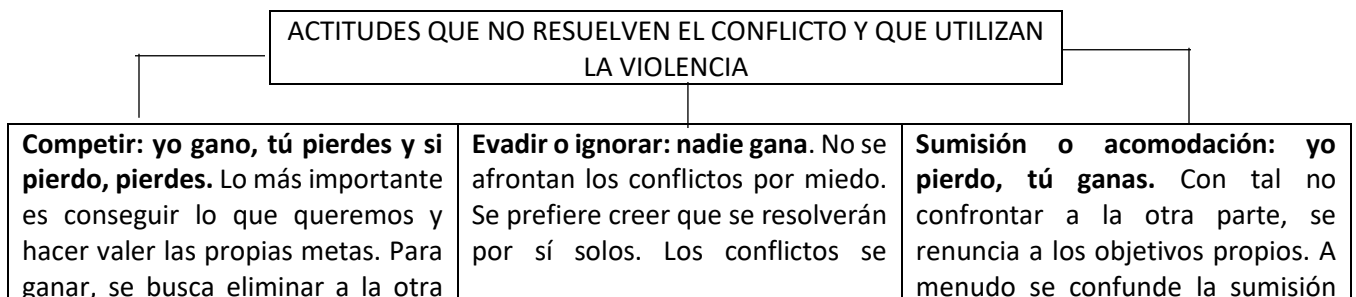 ACTITUDES QUE NO RESUELVEN EL CONFLICTO Y QUE UTILIZAN
LA VIOLENCIA
Competir: yo gano, tú pierdes y si
pierdo, pierdes. Lo más importante
es conseguir lo que queremos y
hacer valer las propias metas. Para
ganar, se busca eliminar a la otra
Evadir o ignorar: nadie gana. No se
afrontan los conflictos por miedo.
Se prefiere creer que se resolverán
por sí solos. Los conflictos se
Sumisión o acomodación: yo
pierdo, tú ganas. Con tal no
confrontar a la otra parte, se
renuncia a los objetivos propios. A
menudo se confunde la sumisión